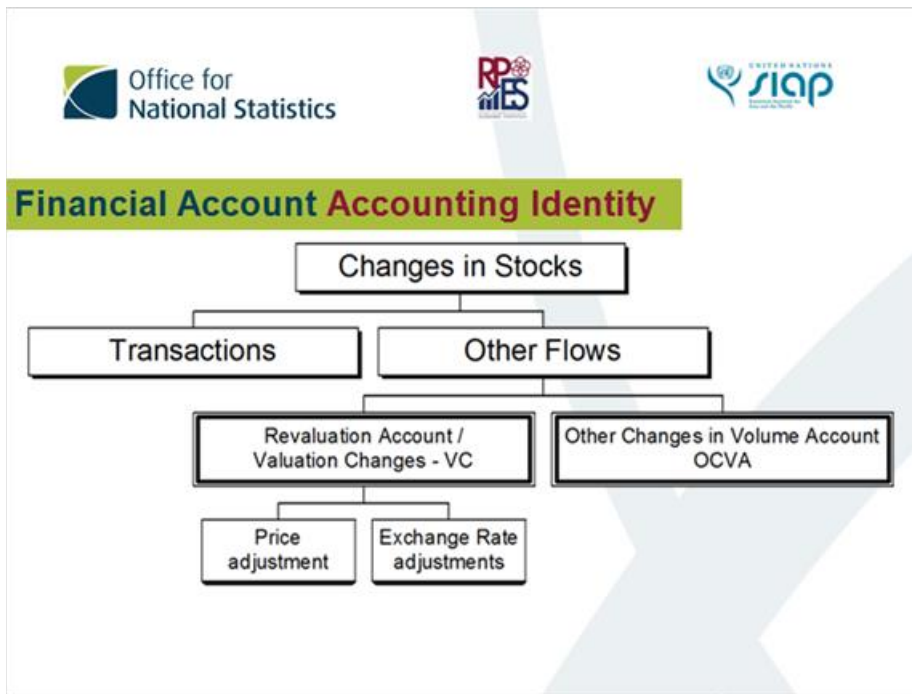 Office for
National Statistics
RP
ES
UNITED NATIONS
siap
Financial Account Accounting Identity
Changes in Stocks
Transactions
Other Flows
Revaluation Account /
Valuation Changes - VC
Other Changes in Volume Account
OCVA
Price
adjustment
Exchange Rate
adjustments